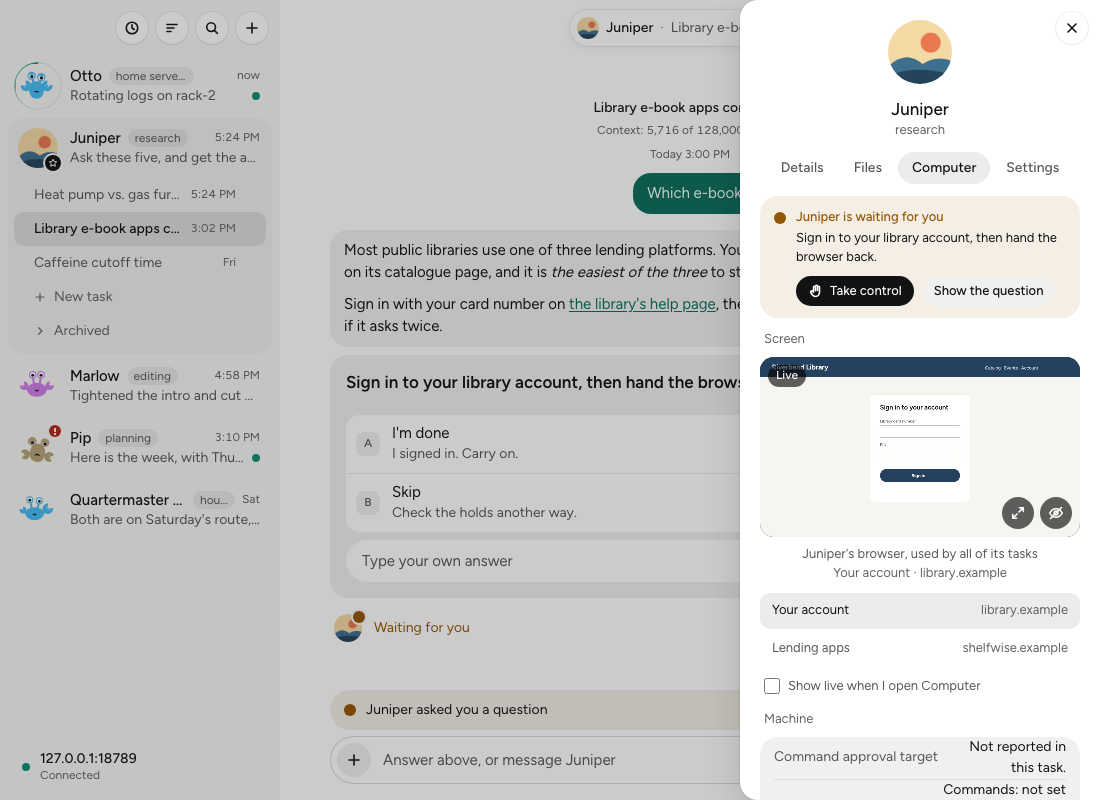 Otto home serve... now
Rotating logs on rack-2
Juniper research 5:24 PM
Ask these five, and get the a...
Heat pump vs. gas fur... 5:24 PM
Library e-book apps c... 3:02 PM
Caffeine cutoff time Fri
New task
Archived
Marlow editing 4:58 PM
Tightened the intro and cut ...
Pip planning 3:10 PM
Here is the week, with Thu...
Quartermaster ... hou... Sat
Both are on Saturday's route,...
127.0.0.1:18789
Connected
Juniper · Library e-b
Library e-book apps co
Context: 5,716 of 128,000
Today 3:00 PM
Which e-book
Most public libraries use one of three lending platforms. You
on its catalogue page, and it is the easiest of the three to st
Sign in with your card number on the library's help page, the
if it asks twice.
Sign in to your library account, then hand the brows
A I'm done
I signed in. Carry on.
B Skip
Check the holds another way.
Type your own answer
Waiting for you
Juniper asked you a question
Answer above, or message Juniper
Juniper
research
Details Files Computer Settings
Juniper is waiting for you
Sign in to your library account, then hand the
browser back.
Take control Show the question
Screen
Live
Library Catalog Events Account
Sign in to your account
Library card number
Sign in
Juniper's browser, used by all of its tasks
Your account · library.example
Your account library.example
Lending apps shelfwise.example
Show live when I open Computer
Machine
Command approval target Not reported in
this task.
Commands: not set